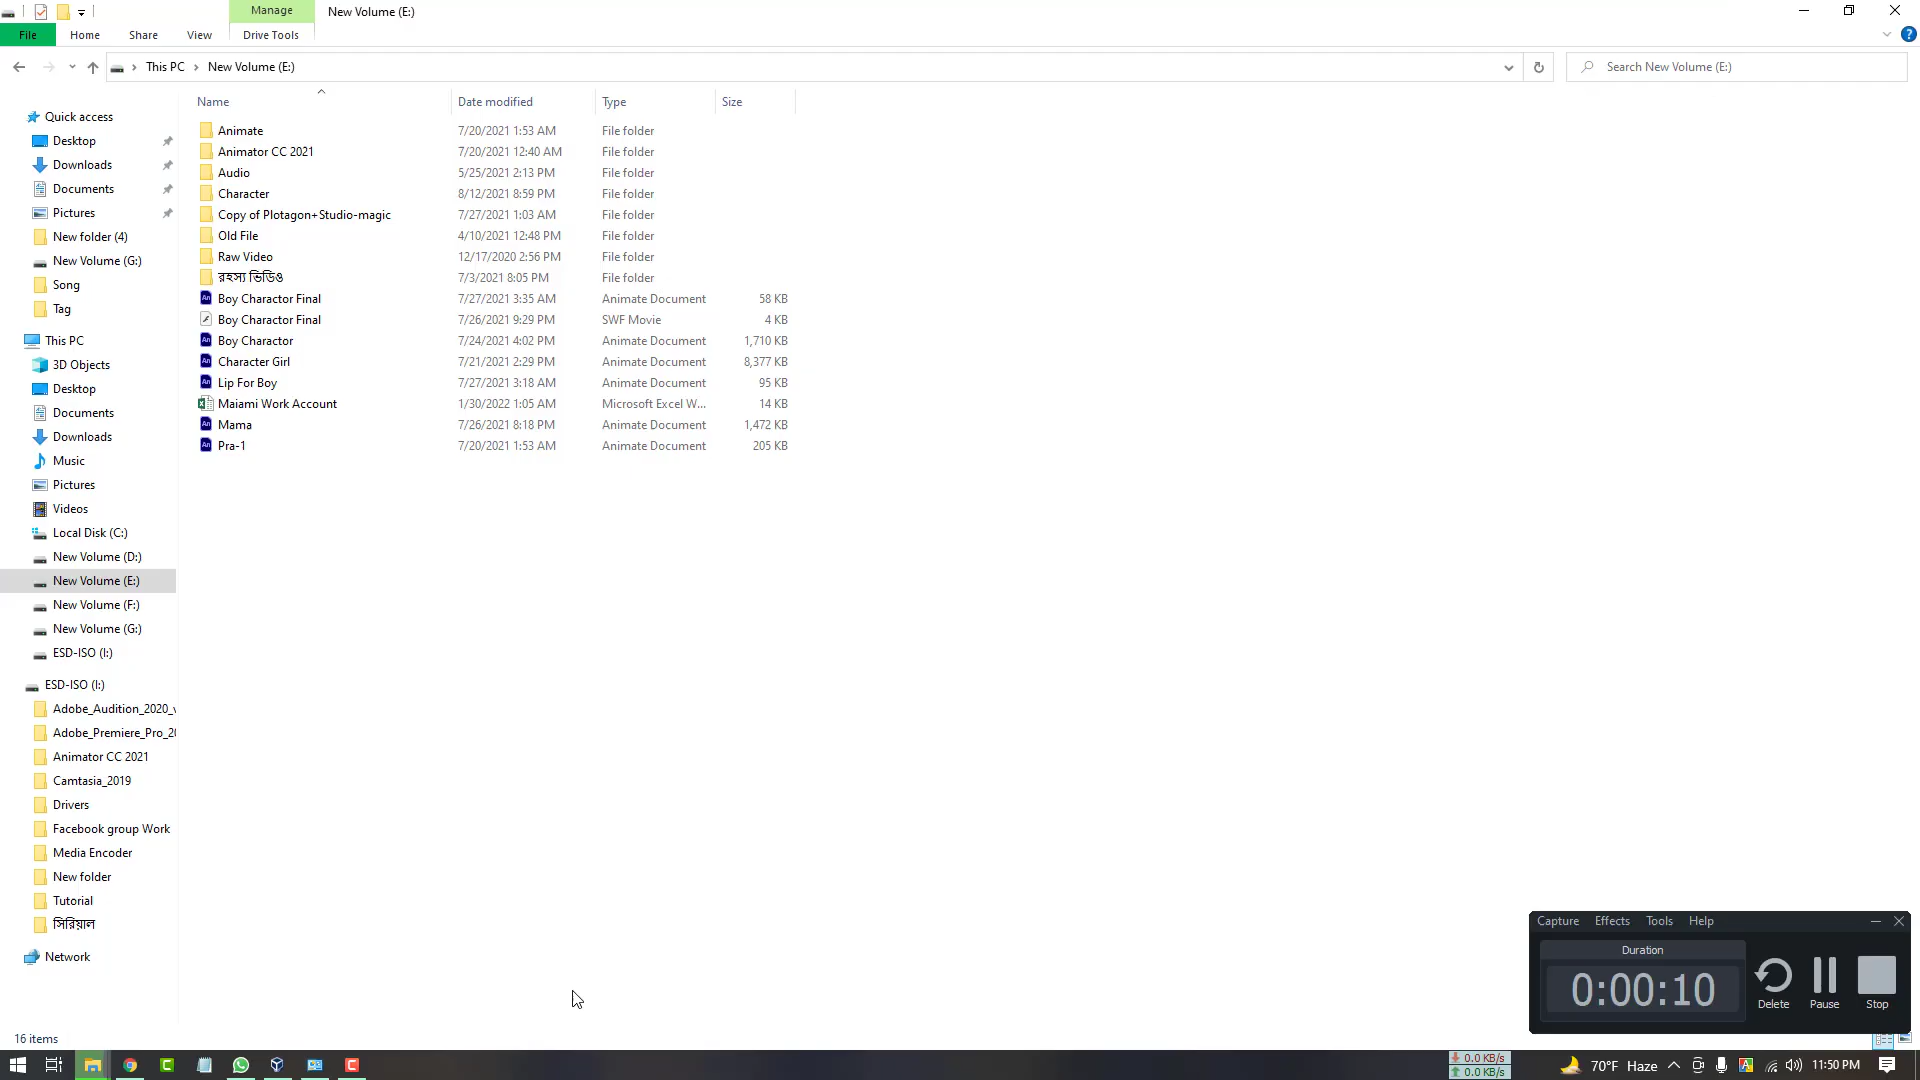 Manage
New Volume (E:)
File
Home
Share
View
Drive Tools
This PC
New Volume (E:)
Search New Volume (E:)
Name
Date modified
Type
Size
Quick access
Desktop
Downloads
Documents
Pictures
New folder (4)
New Volume (G:)
Song
Tag
This PC
3D Objects
Desktop
Documents
Downloads
Music
Pictures
Videos
Local Disk (C:)
New Volume (D:)
New Volume (E:)
New Volume (F:)
New Volume (G:)
ESD-ISO (I:)
ESD-ISO (I:)
Adobe_Audition_2020_v
Adobe_Premiere_Pro_20
Animator CC 2021
Camtasia_2019
Drivers
Facebook group Work
Media Encoder
New folder
Tutorial
সিরিয়াল
Network
Animate 7/20/2021 1:53 AM File folder
Animator CC 2021 7/20/2021 12:40 AM File folder
Audio 5/25/2021 2:13 PM File folder
Character 8/12/2021 8:59 PM File folder
Copy of Plotagon+Studio-magic 7/27/2021 1:03 AM File folder
Old File 4/10/2021 12:48 PM File folder
Raw Video 12/17/2020 2:56 PM File folder
রহস্য ভিডিও 7/3/2021 8:05 PM File folder
Boy Charactor Final 7/27/2021 3:35 AM Animate Document 58 KB
Boy Charactor Final 7/26/2021 9:29 PM SWF Movie 4 KB
Boy Charactor 7/24/2021 4:02 PM Animate Document 1,710 KB
Character Girl 7/21/2021 2:29 PM Animate Document 8,377 KB
Lip For Boy 7/27/2021 3:18 AM Animate Document 95 KB
Maiami Work Account 1/30/2022 1:05 AM Microsoft Excel W... 14 KB
Mama 7/26/2021 8:18 PM Animate Document 1,472 KB
Pra-1 7/20/2021 1:53 AM Animate Document 205 KB
Capture Effects Tools Help
Duration
0:00:10
Delete
Pause
Stop
16 items
0.0 KB/s
0.0 KB/s
70°F Haze
11:50 PM